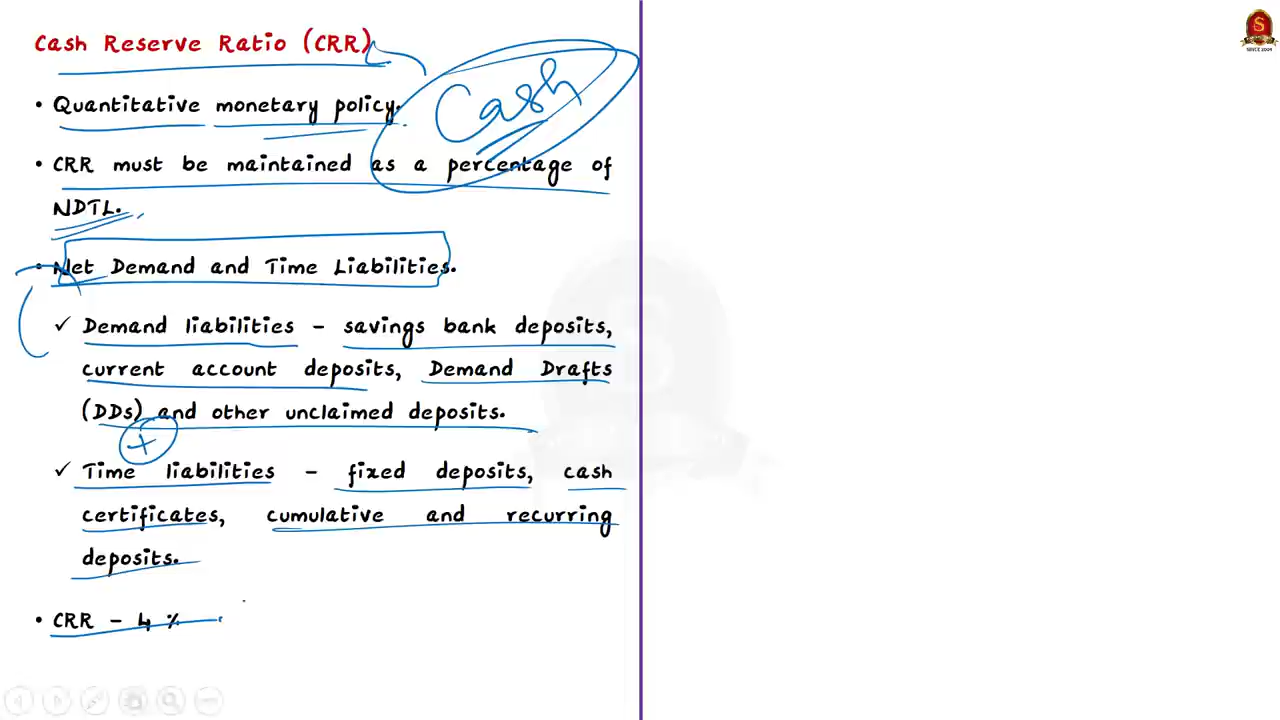 Cash Reserve Ratio (CRR)
Cash
• Quantitative monetary policy.
• CRR must be maintained as a percentage of
NDTL.
• Net Demand and Time Liabilities.
✓ Demand liabilities – savings bank deposits,
current account deposits, Demand Drafts
(DDs) and other unclaimed deposits.
+
✓ Time liabilities – fixed deposits, cash
certificates, cumulative and recurring
deposits.
• CRR – 4 %
S
SINCE 2004